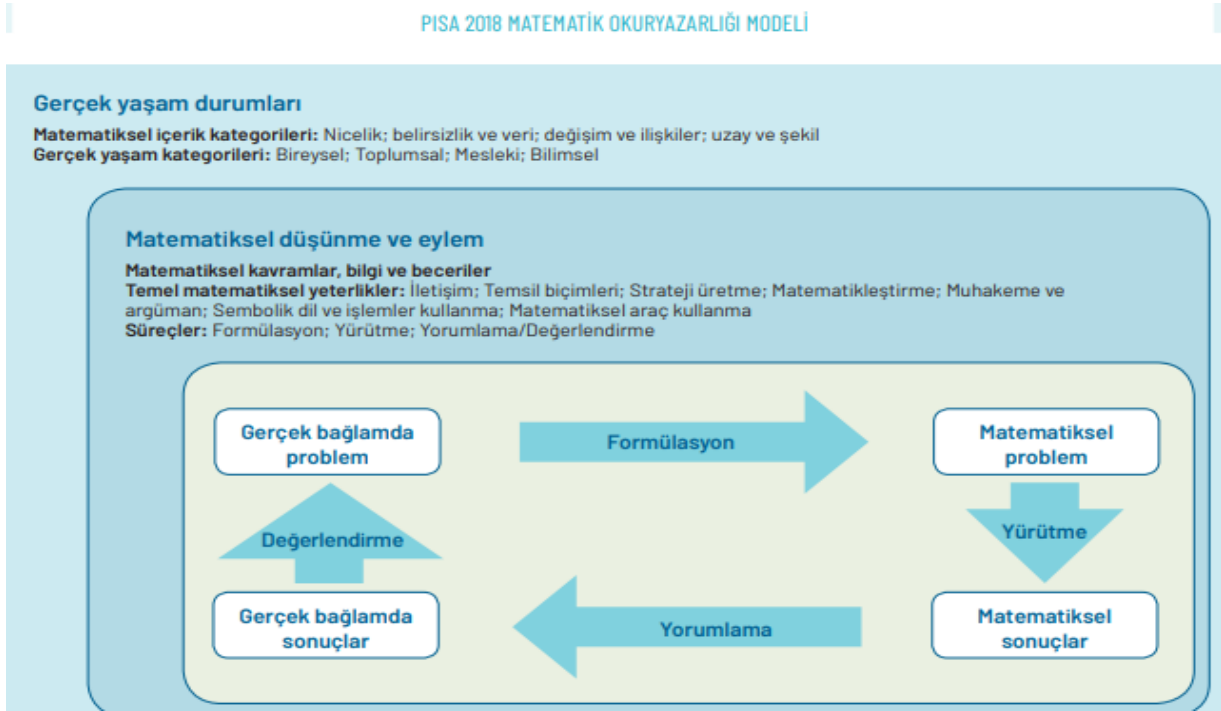 PISA 2018 MATEMATİK OKURYAZARLIĞI MODELİ
Gerçek yaşam durumları
Matematiksel içerik kategorileri: Nicelik; belirsizlik ve veri; değişim ve ilişkiler; uzay ve şekil
Gerçek yaşam kategorileri: Bireysel; Toplumsal; Mesleki; Bilimsel
Matematiksel düşünme ve eylem
Matematiksel kavramlar, bilgi ve beceriler
Temel matematiksel yeterlikler: İletişim; Temsil biçimleri; Strateji üretme; Matematikleştirme; Muhakeme ve
argüman; Sembolik dil ve işlemler kullanma; Matematiksel araç kullanma
Süreçler: Formülasyon; Yürütme; Yorumlama/Değerlendirme
Gerçek bağlamda
problem
Formülasyon
Matematiksel
problem
Değerlendirme
Yürütme
Gerçek bağlamda
sonuçlar
Yorumlama
Matematiksel
sonuçlar